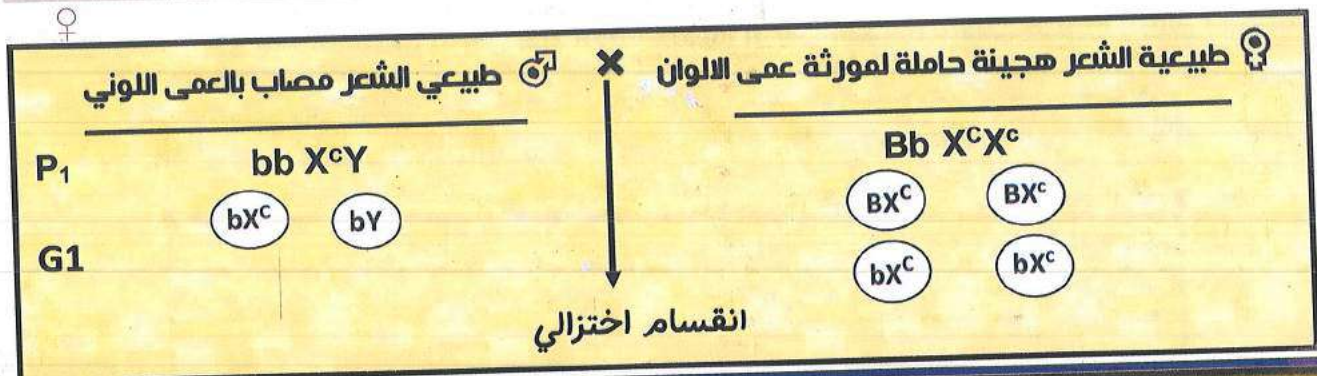 ♀
طبيعية الشعر هجينة حاملة لمورثة عمى الالوان × طبيعي الشعر مصاب بالعمى اللوني
P₁ bb XᶜY Bb XᶜXᶜ
bXᶜ bY BXᶜ BXᶜ
G1 bXᶜ bXᶜ
انقسام اختزالي